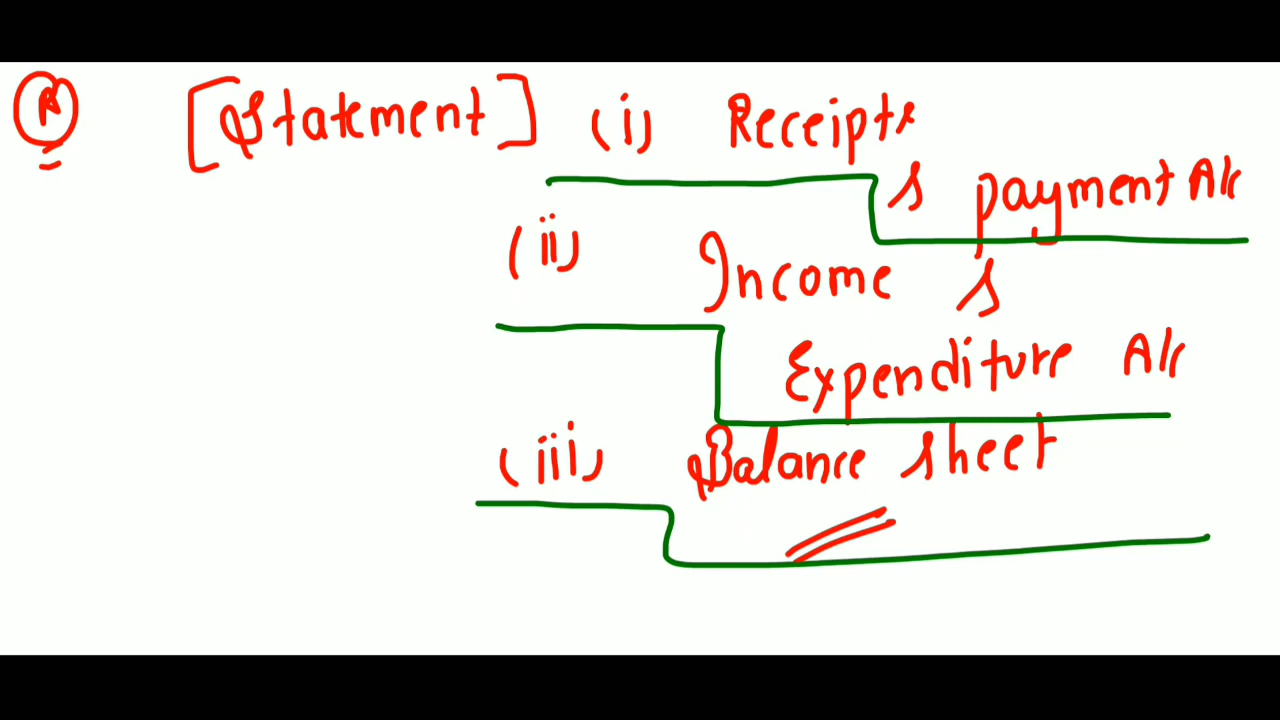 [Statement] (i) Receipts
& payment A/c
(ii) Income &
Expenditure A/c
(iii) Balance sheet